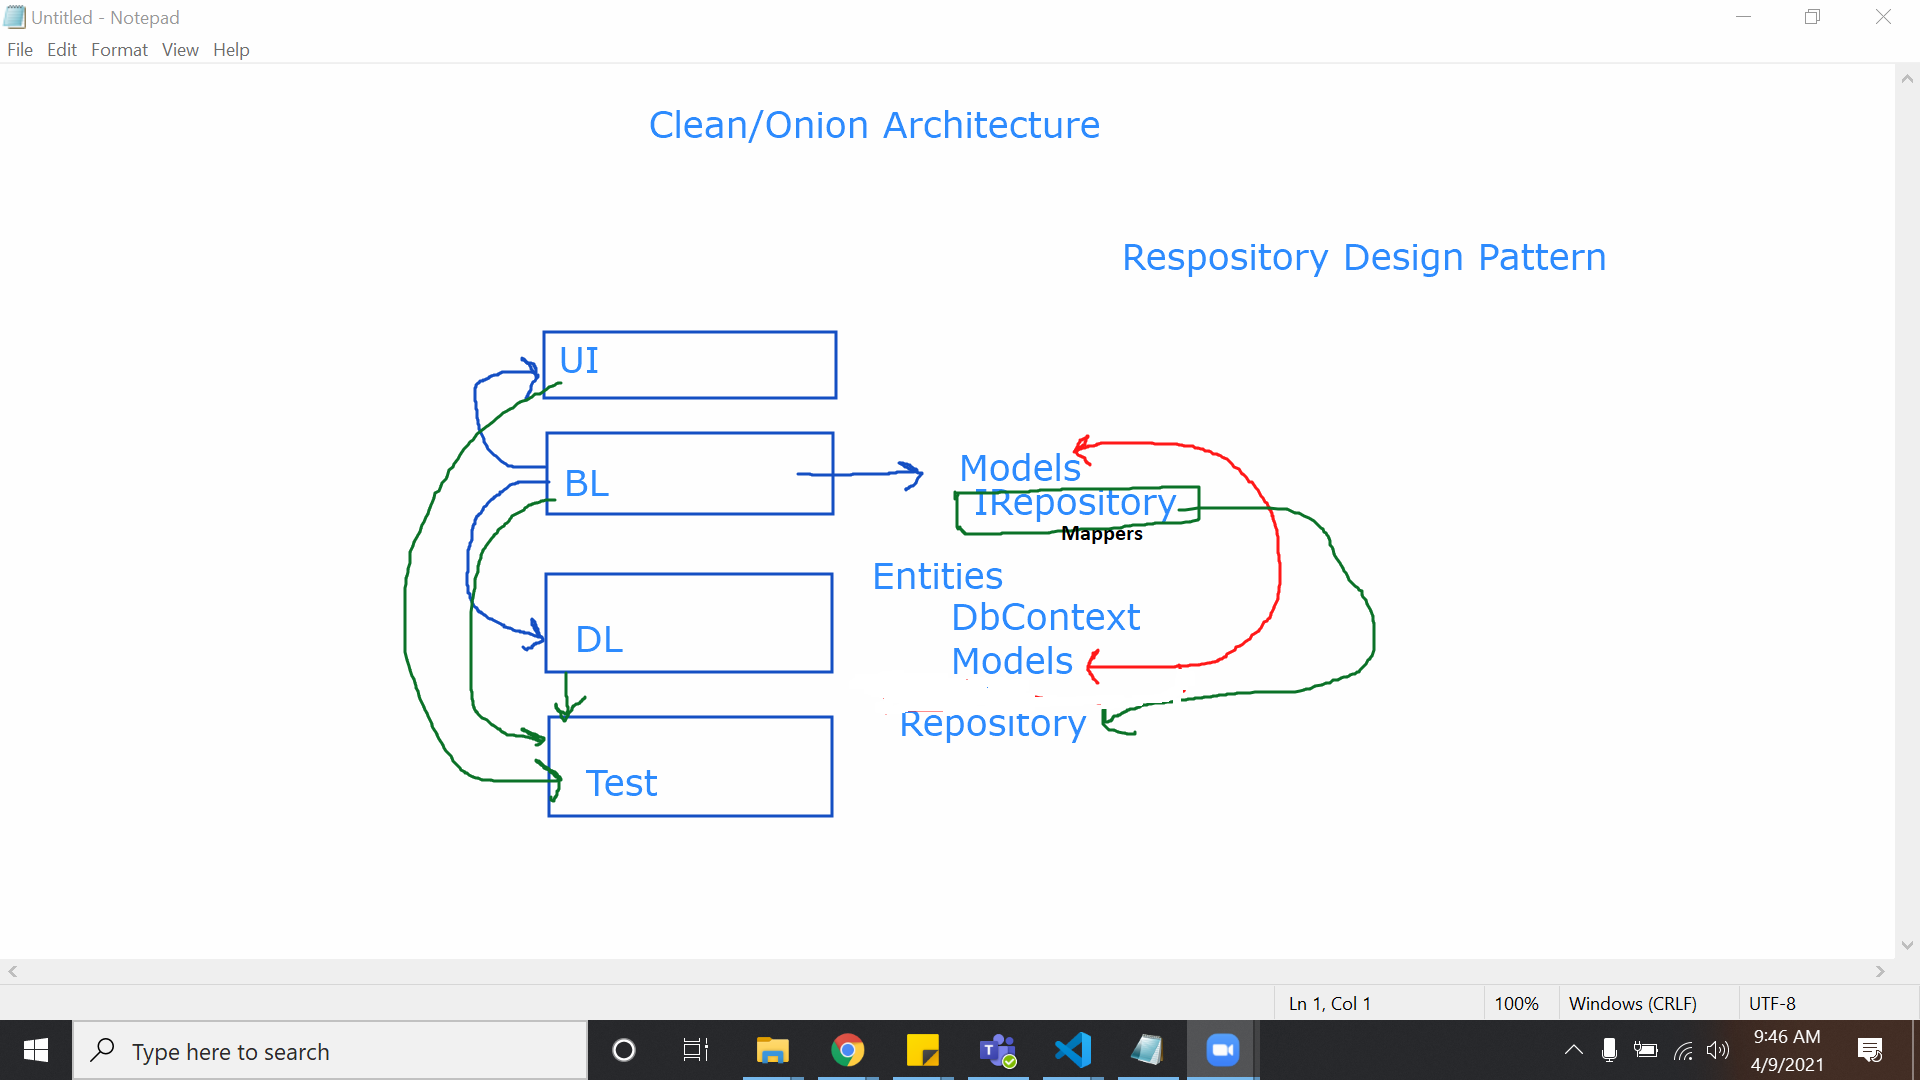 Untitled - Notepad
File Edit Format View Help
Clean/Onion Architecture
Respository Design Pattern
UI
BL
Models
IRepository
Mappers
Entities
DbContext
DL
Models
Repository
Test
Ln 1, Col 1 100% Windows (CRLF) UTF-8
Type here to search
9:46 AM
4/9/2021